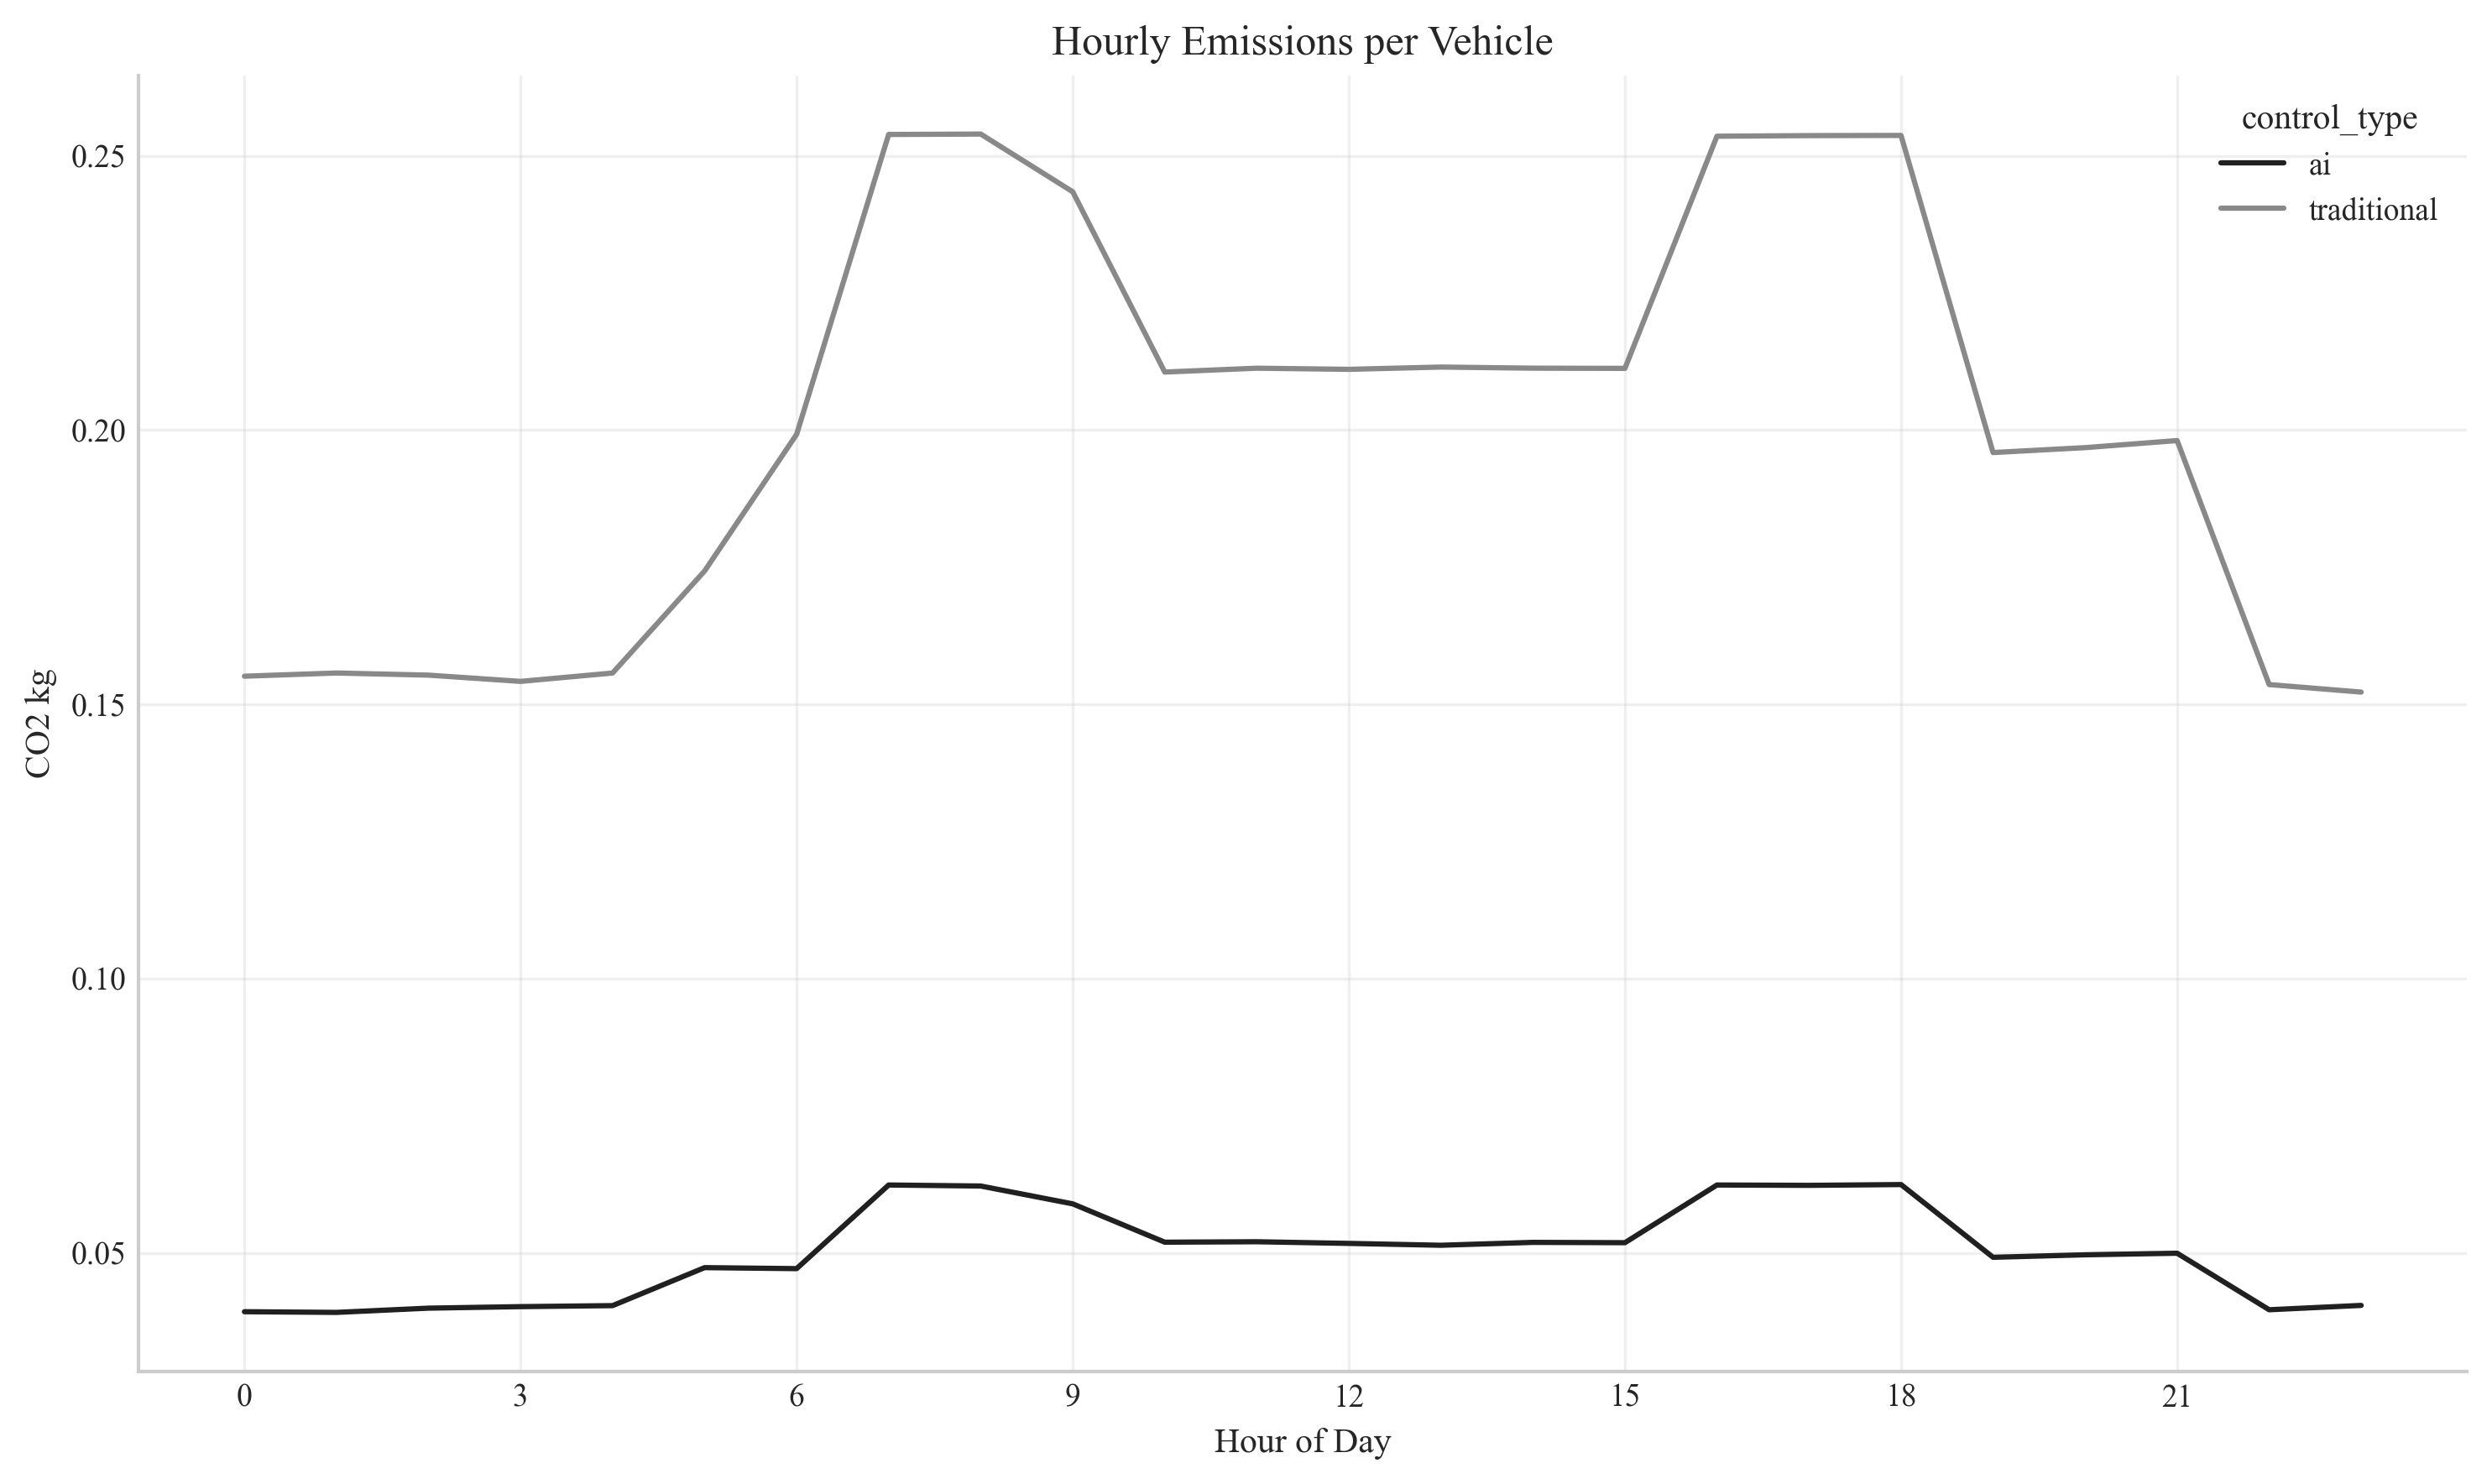 Hourly Emissions per Vehicle
control_type
ai
traditional
CO2 kg
0.25
0.20
0.15
0.10
0.05
0 3 6 9 12 15 18 21
Hour of Day